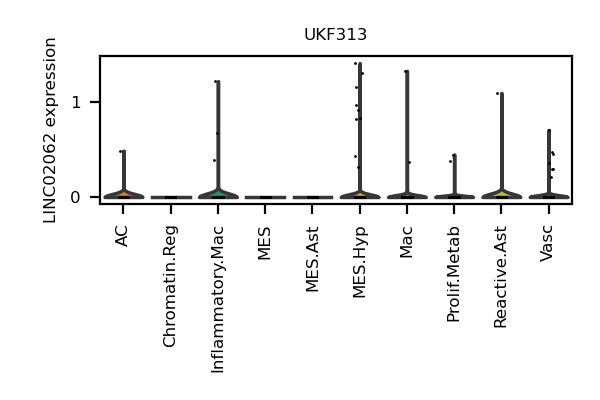 UKF313
LINC02062 expression
1
0
AC
Chromatin.Reg
Inflammatory.Mac
MES
MES.Ast
MES.Hyp
Mac
Prolif.Metab
Reactive.Ast
Vasc